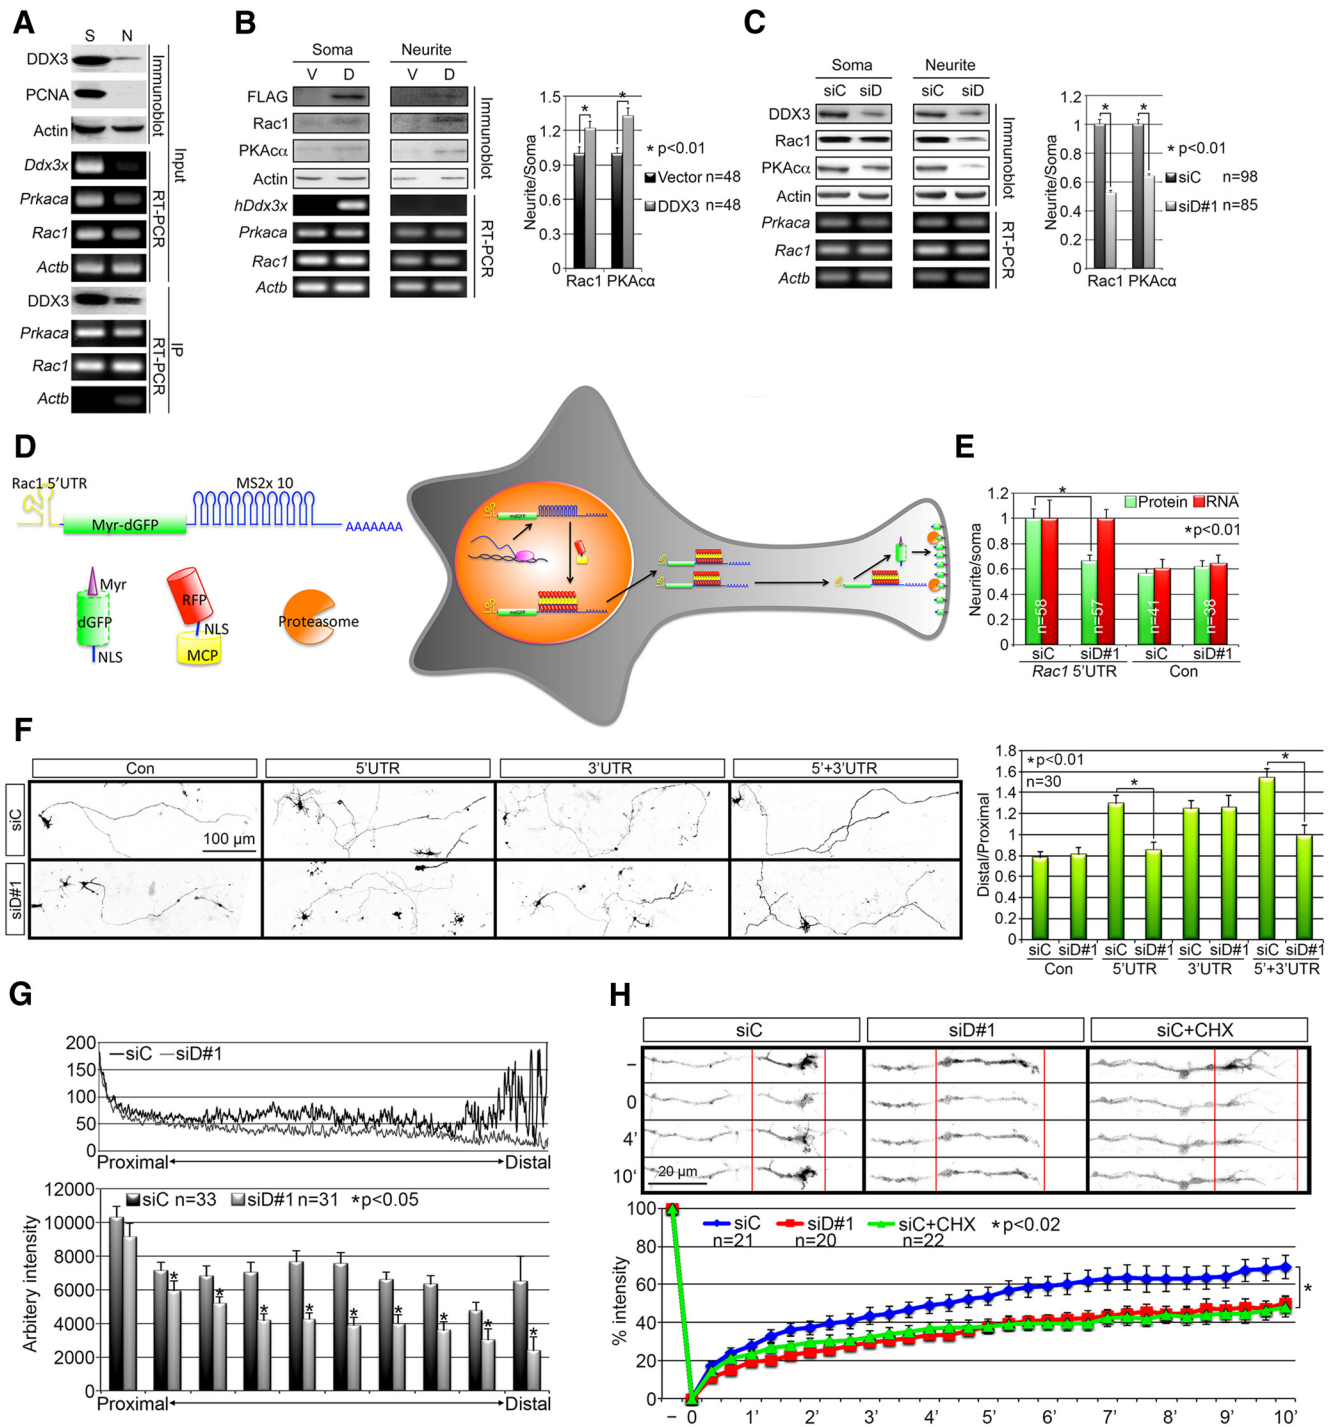 A
S N
DDX3
PCNA
Actin
Immunoblot
Ddx3x
Prkaca
Rac1
Actb
RT-PCR
Input
DDX3
Prkaca
Rac1
Actb
RT-PCR
IP
B
Soma Neurite
V D V D
FLAG
Rac1
PKAcα
Actin
Immunoblot
hDdx3x
Prkaca
Rac1
Actb
RT-PCR
Neurite/Soma
1.5
1.2
0.9
0.6
0.3
0
*
*
* p<0.01
Vector n=48
DDX3 n=48
Rac1 PKAcα
C
Soma Neurite
siC siD siC siD
DDX3
Rac1
PKAcα
Actin
Immunoblot
Prkaca
Rac1
Actb
RT-PCR
Neurite/Soma
1.2
1
0.8
0.6
0.4
0.2
0
*
*
* p<0.01
siC n=98
siD#1 n=85
Rac1 PKAcα
D
Rac1 5'UTR
MS2x 10
Myr-dGFP
AAAAAAA
Myr
dGFP
NLS
RFP
NLS
MCP
Proteasome
E
Neurite/soma
1.2
1
0.8
0.6
0.4
0.2
0
*
Protein RNA
*p<0.01
n=58
n=57
n=41
n=38
siC siD#1 siC siD#1
Rac1 5'UTR Con
F
Con 5'UTR 3'UTR 5'+3'UTR
siC
100 µm
siD#1
Distal/Proximal
1.8
1.6
1.4
1.2
1
0.8
0.6
0.4
0.2
0
*p<0.01
n=30
*
*
siC siD#1 siC siD#1 siC siD#1 siC siD#1
Con 5'UTR 3'UTR 5'+3'UTR
G
200
150
100
50
0
siC siD#1
Proximal Distal
Arbitery intensity
12000
10000
8000
6000
4000
2000
0
siC n=33 siD#1 n=31 *p<0.05
* * * * * * * * *
Proximal Distal
H
siC siD#1 siC+CHX
–
0
4'
10'
20 µm
% intensity
100
80
60
40
20
0
siC siD#1 siC+CHX *p<0.02
n=21 n=20 n=22
*
– 0 1' 2' 3' 4' 5' 6' 7' 8' 9' 10'